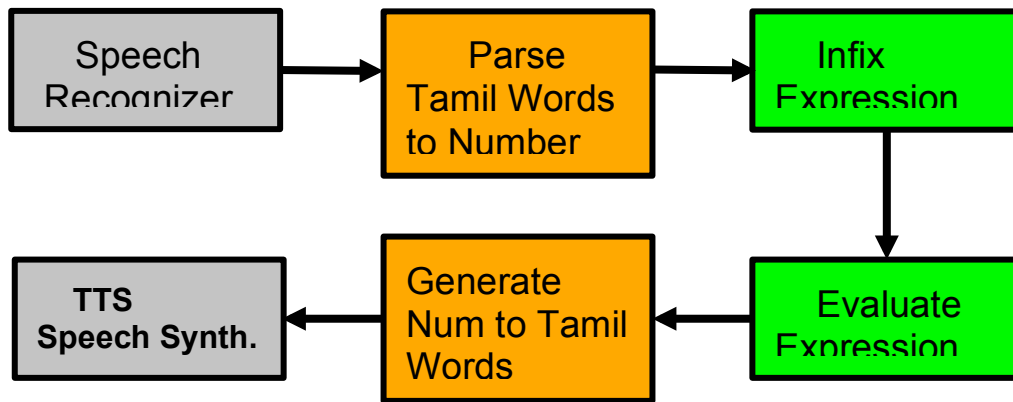 Speech
Recognizer
Parse
Tamil Words
to Number
Infix
Expression
Evaluate
Expression
Generate
Num to Tamil
Words
TTS
Speech Synth.